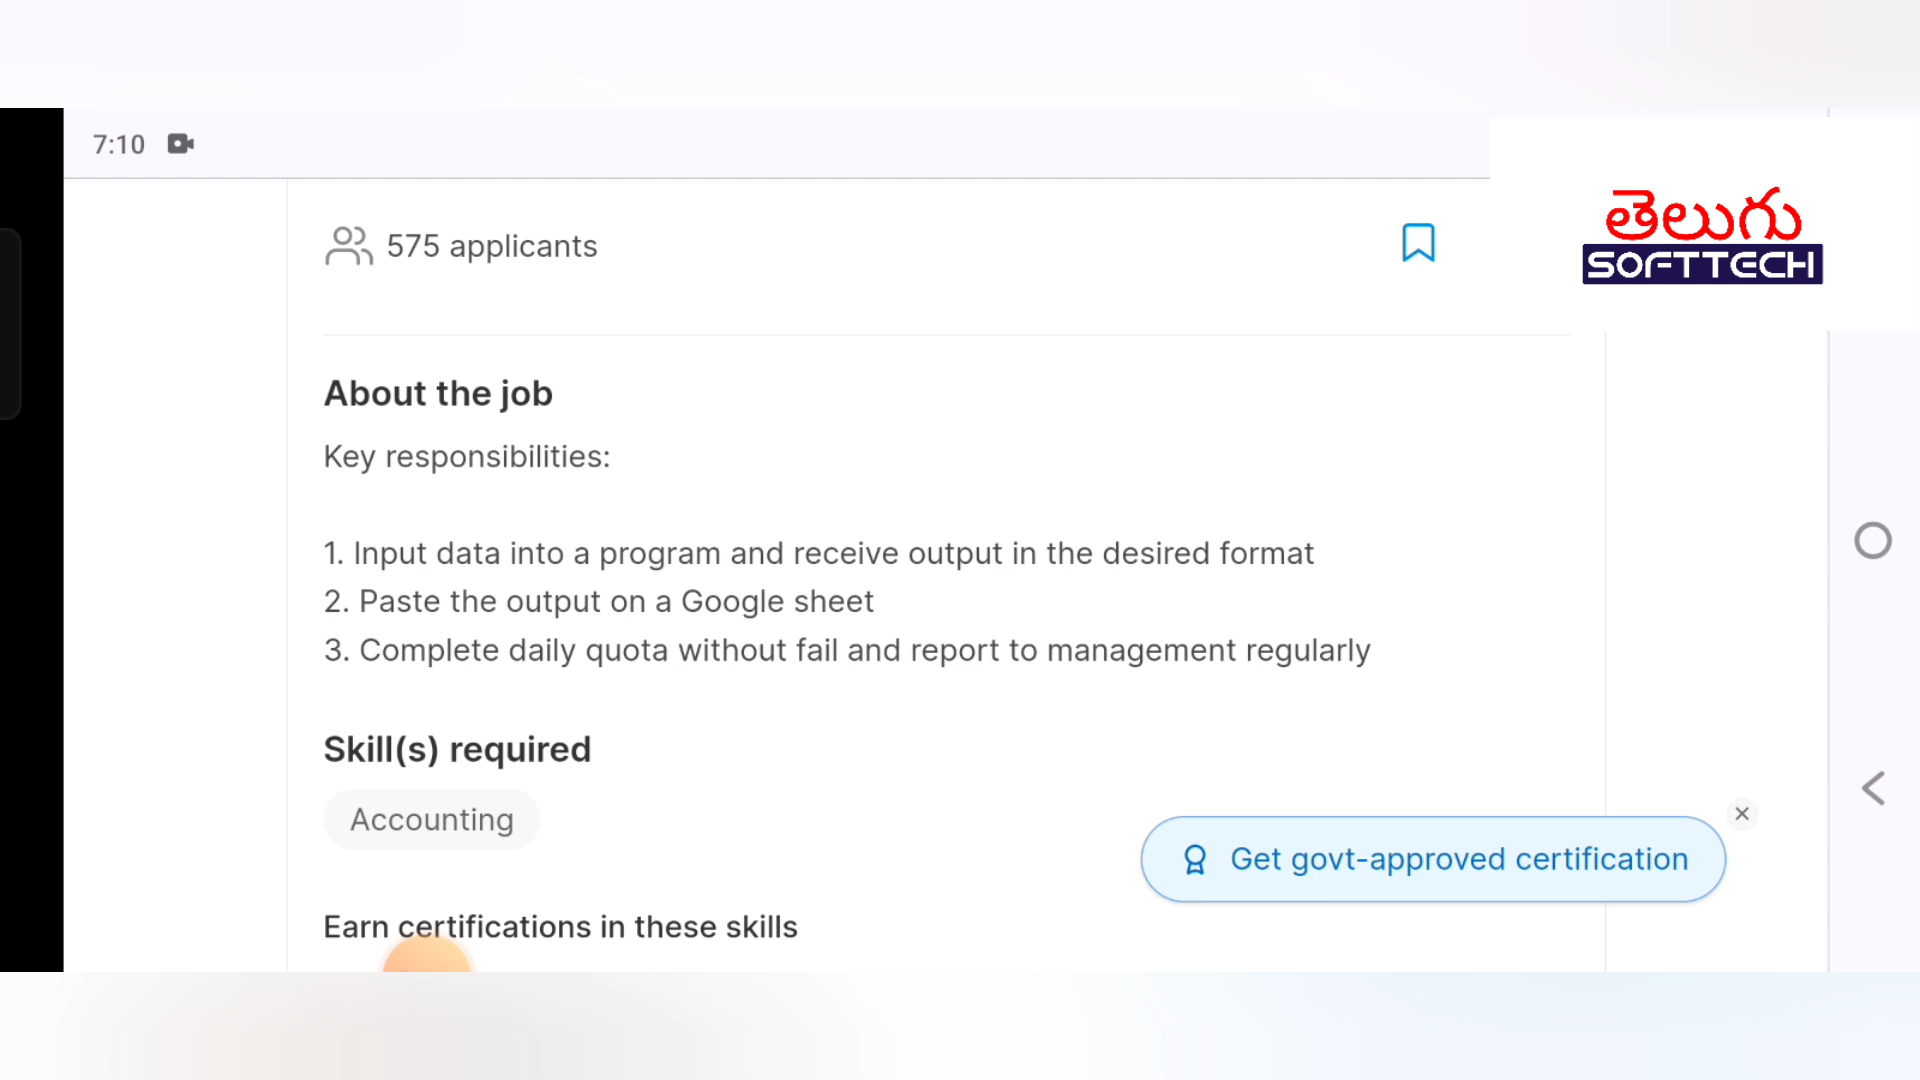 7:10
575 applicants
తెలుగు
SOFTTECH
About the job
Key responsibilities:
1. Input data into a program and receive output in the desired format
2. Paste the output on a Google sheet
3. Complete daily quota without fail and report to management regularly
Skill(s) required
Accounting
Get govt-approved certification
Earn certifications in these skills